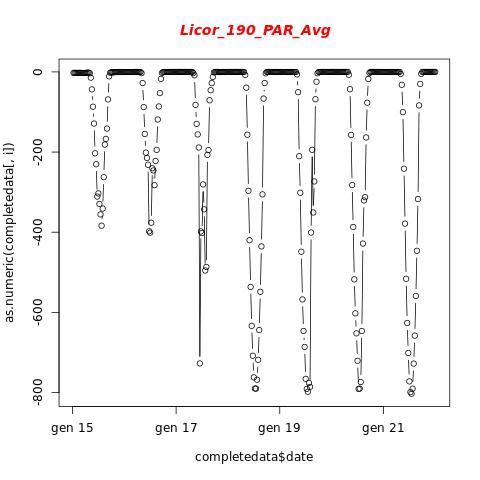 Licor_190_PAR_Avg
as.numeric(completedata[, i])
0
-200
-400
-600
-800
gen 15
gen 17
gen 19
gen 21
completedata$date